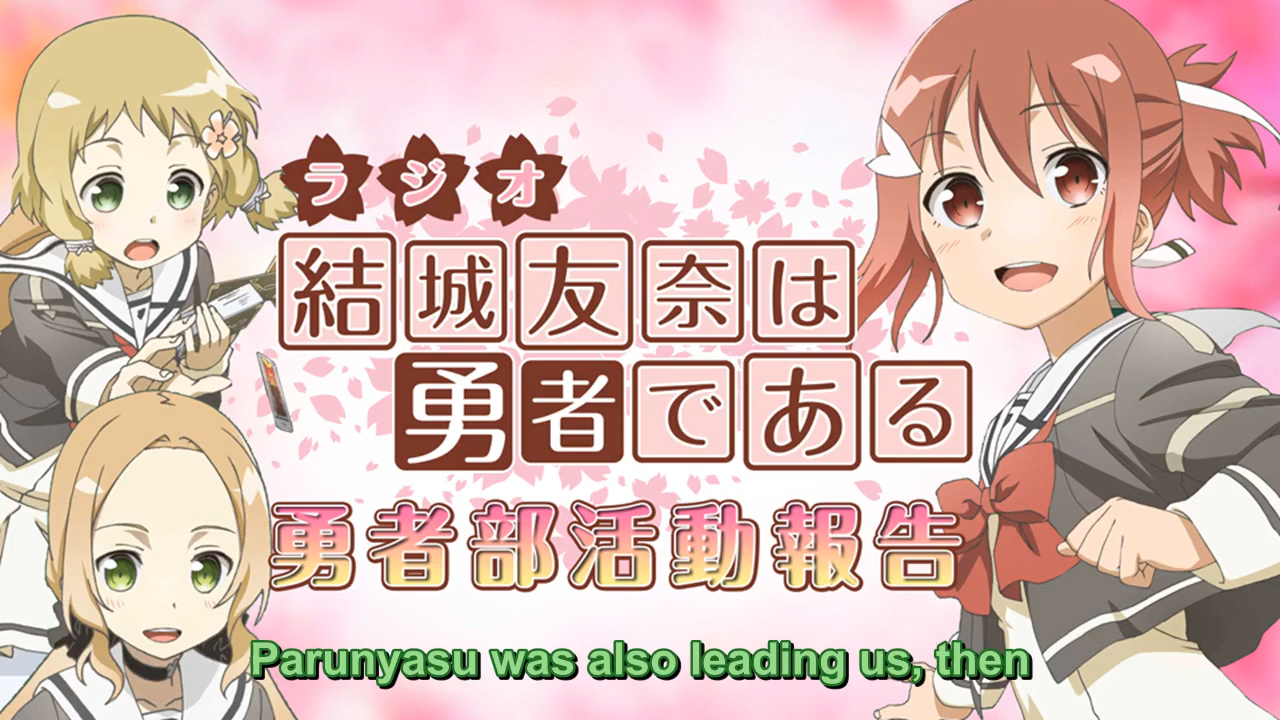 ラジオ
結城友奈は
勇者である
勇者部活動報告
Parunyasu was also leading us, then